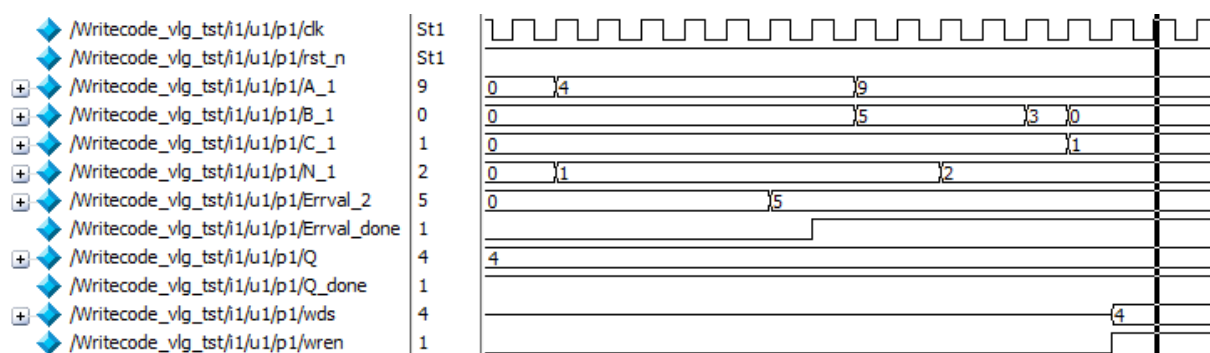 /Writecode_vlg_tst/i1/u1/p1/clk St1
/Writecode_vlg_tst/i1/u1/p1/rst_n St1
/Writecode_vlg_tst/i1/u1/p1/A_1 9 0 4 9
/Writecode_vlg_tst/i1/u1/p1/B_1 0 0 5 3 0
/Writecode_vlg_tst/i1/u1/p1/C_1 1 0 1
/Writecode_vlg_tst/i1/u1/p1/N_1 2 0 1 2
/Writecode_vlg_tst/i1/u1/p1/Errval_2 5 0 5
/Writecode_vlg_tst/i1/u1/p1/Errval_done 1
/Writecode_vlg_tst/i1/u1/p1/Q 4 4
/Writecode_vlg_tst/i1/u1/p1/Q_done 1
/Writecode_vlg_tst/i1/u1/p1/wds 4 4
/Writecode_vlg_tst/i1/u1/p1/wren 1